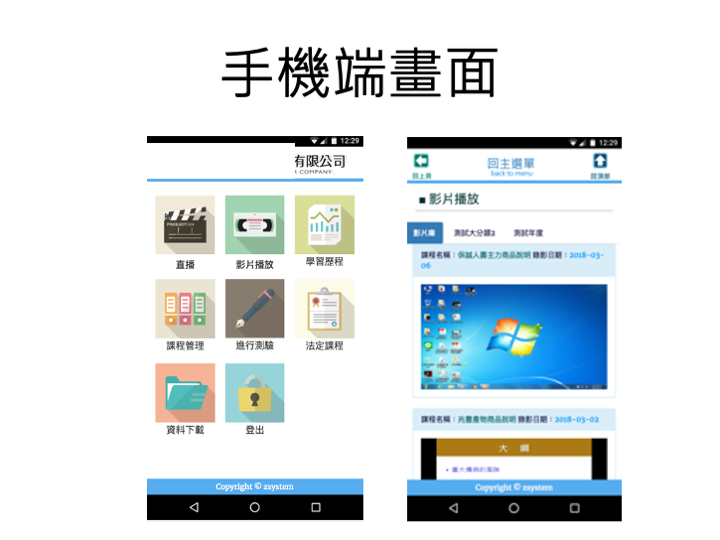 手機端畫面
12:29
有限公司
COMPANY.
PRODUCTION
直播
影片播放
學習歷程
課程管理
進行測驗
法定課程
資料下載
登出
Copyright © zsystem
12:29
回上頁
回主選單
back to menu
回頂部
■ 影片播放
影片庫
測試大分類2
測試年度
課程名稱：保誠人壽主力商品說明 錄影日期：2018-03-
06
課程名稱：兆豐產物商品說明 錄影日期：2018-03-02
大 綱
Copyright © zsystem